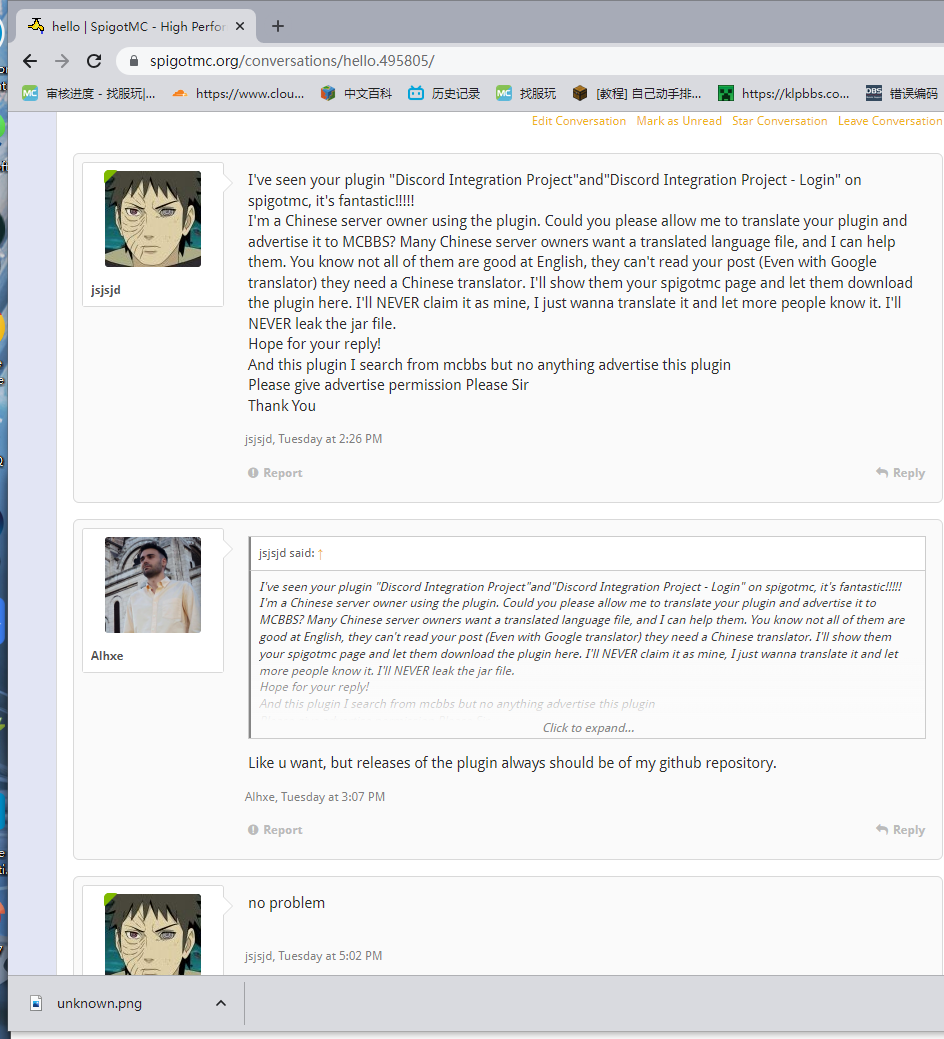 hello | SpigotMC - High Perfor
spigotmc.org/conversations/hello.495805/
MC 审核进度 - 找服玩|... https://www.clou... 中文百科 历史记录 MC 找服玩 [教程] 自己动手排... https://klpbbs.co... DBS 错误编码
Edit Conversation Mark as Unread Star Conversation Leave Conversation
I've seen your plugin "Discord Integration Project"and"Discord Integration Project - Login" on
spigotmc, it's fantastic!!!!!
I'm a Chinese server owner using the plugin. Could you please allow me to translate your plugin and
advertise it to MCBBS? Many Chinese server owners want a translated language file, and I can help
them. You know not all of them are good at English, they can't read your post (Even with Google
translator) they need a Chinese translator. I'll show them your spigotmc page and let them download
the plugin here. I'll NEVER claim it as mine, I just wanna translate it and let more people know it. I'll
NEVER leak the jar file.
Hope for your reply!
And this plugin I search from mcbbs but no anything advertise this plugin
Please give advertise permission Please Sir
Thank You
jsjsjd
jsjsjd, Tuesday at 2:26 PM
Report Reply
jsjsjd said: ↑
I've seen your plugin "Discord Integration Project"and"Discord Integration Project - Login" on spigotmc, it's fantastic!!!!!
I'm a Chinese server owner using the plugin. Could you please allow me to translate your plugin and advertise it to
MCBBS? Many Chinese server owners want a translated language file, and I can help them. You know not all of them are
good at English, they can't read your post (Even with Google translator) they need a Chinese translator. I'll show them
your spigotmc page and let them download the plugin here. I'll NEVER claim it as mine, I just wanna translate it and let
more people know it. I'll NEVER leak the jar file.
Hope for your reply!
And this plugin I search from mcbbs but no anything advertise this plugin
Click to expand...
Alhxe
Like u want, but releases of the plugin always should be of my github repository.
Alhxe, Tuesday at 3:07 PM
Report Reply
no problem
jsjsjd, Tuesday at 5:02 PM
unknown.png